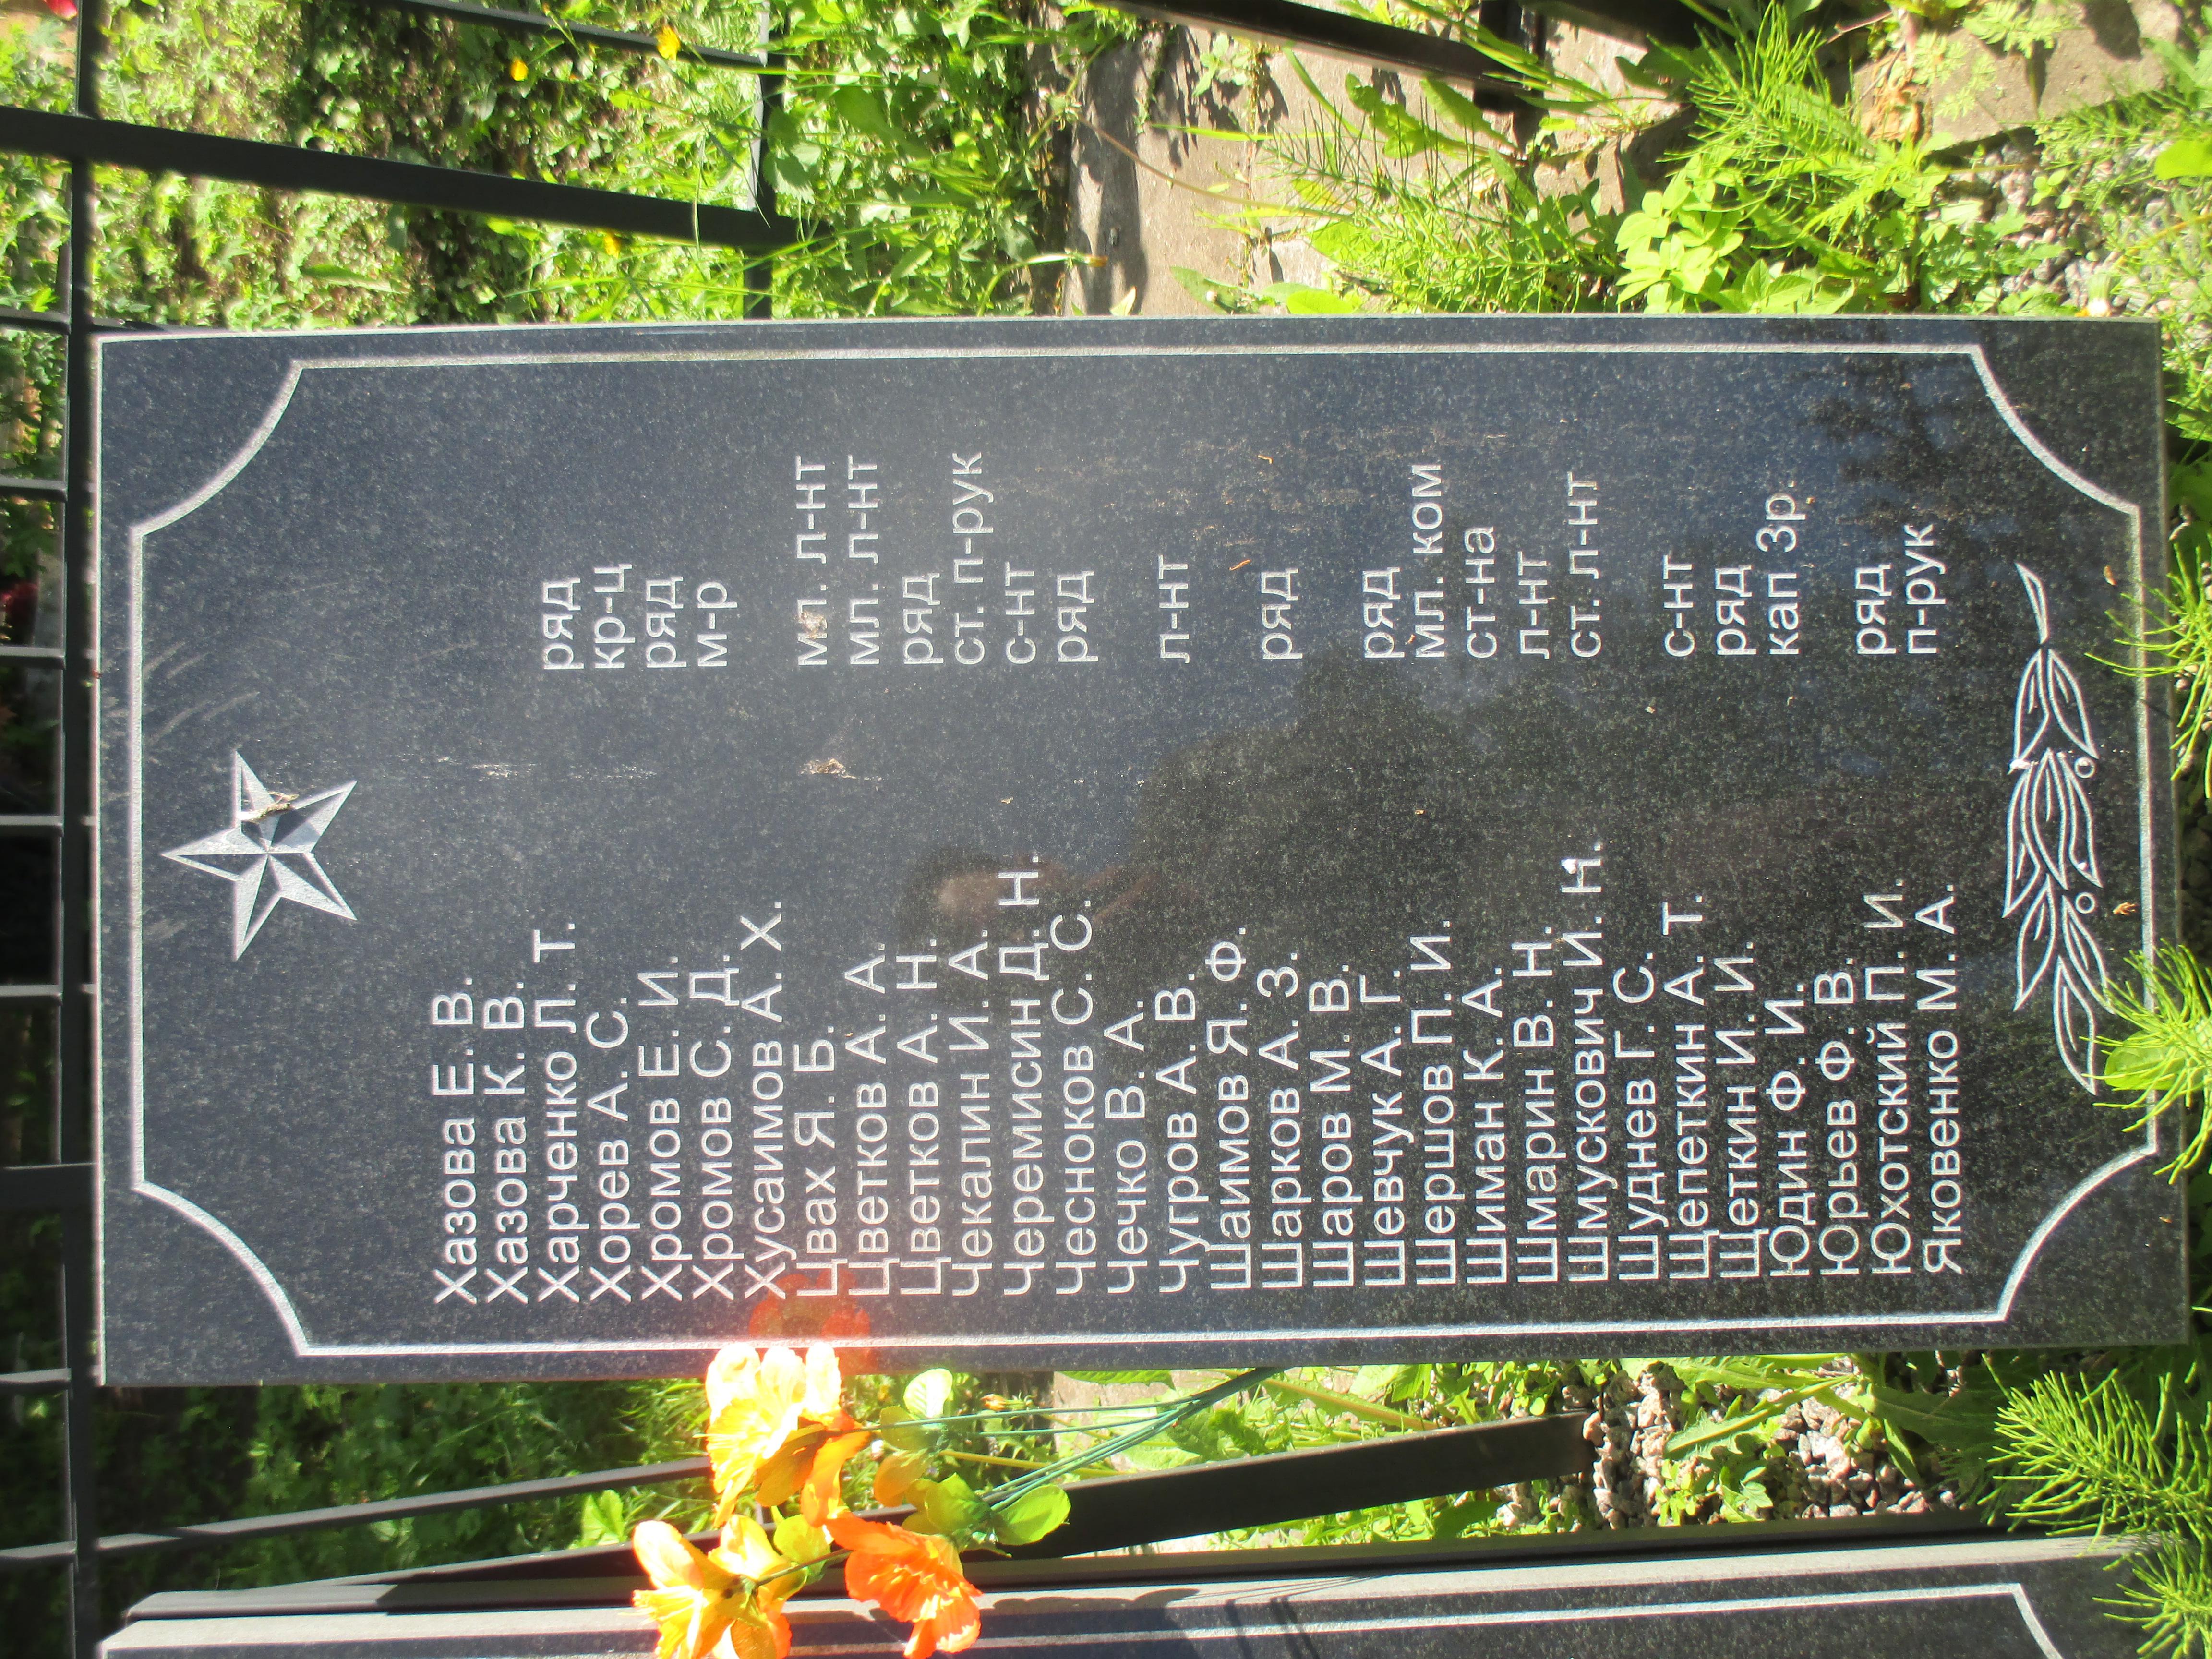 Хазова Е. В.
Хазова К. В.
Харченко Л. Т. ряд
Хорев А. С. кр-ц
Хромов Е. И. ряд
Хромов С. Д. м-р
Хусаимов А. Х.
Цвах Я. Б. мл. л-нт
Цветков А. А. мл. л-нт
Цветков А. Н. ряд
Чекалин И. А. ст. п-рук
Черемисин Д. Н. с-нт
Чесноков С. С. ряд
Чечко В. А.
Чугров А. В. л-нт
Шаимов Я. Ф.
Шарков А. З. ряд
Шаров М. В.
Шевчук А. Г. ряд
Шершов П. И. мл. ком
Шиман К. А. ст-на
Шмарин В. Н. л-нт
Шмускович И. Н. ст. л-нт
Шуднев Г. С.
Щепеткин А. Т. с-нт
Щеткин И. И. ряд
Юдин Ф. И. кап 3р.
Юрьев Ф. В.
Юхотский П. И. ряд
Яковенко М. А. п-рук